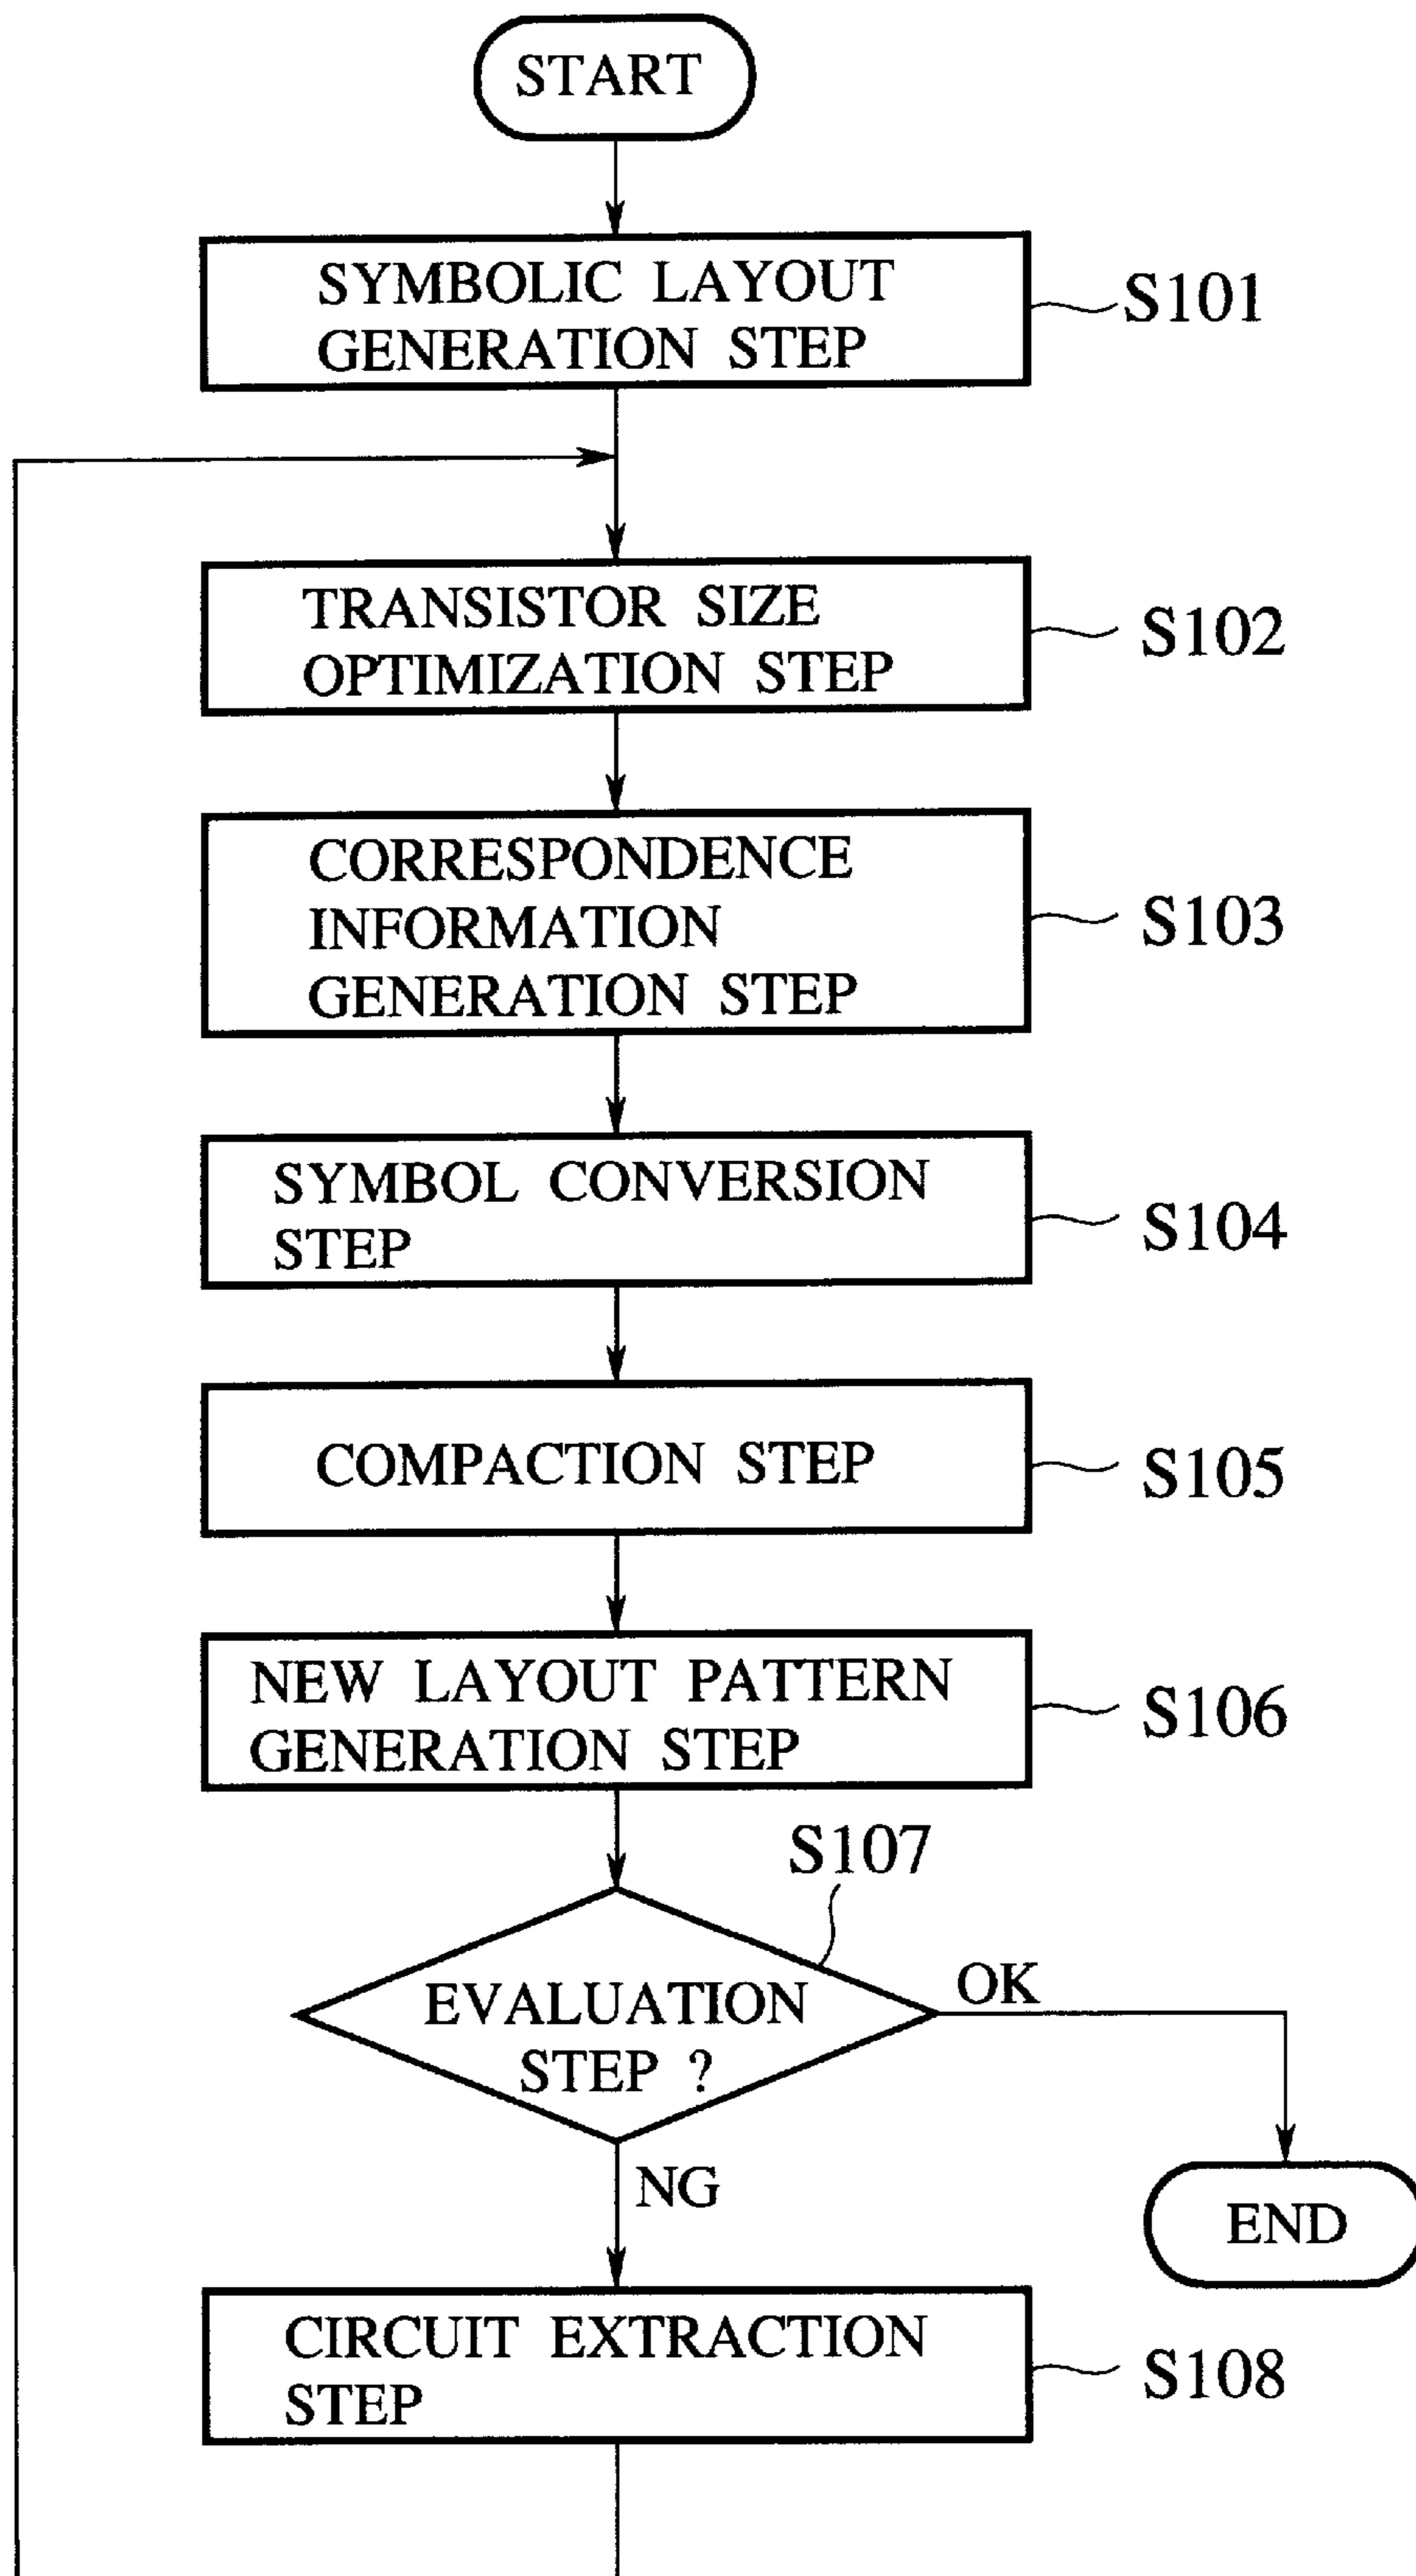 START
SYMBOLIC LAYOUT
GENERATION STEP
S101
TRANSISTOR SIZE
OPTIMIZATION STEP
S102
CORRESPONDENCE
INFORMATION
GENERATION STEP
S103
SYMBOL CONVERSION
STEP
S104
COMPACTION STEP
S105
NEW LAYOUT PATTERN
GENERATION STEP
S106
S107
EVALUATION
STEP ?
OK
NG
END
CIRCUIT EXTRACTION
STEP
S108